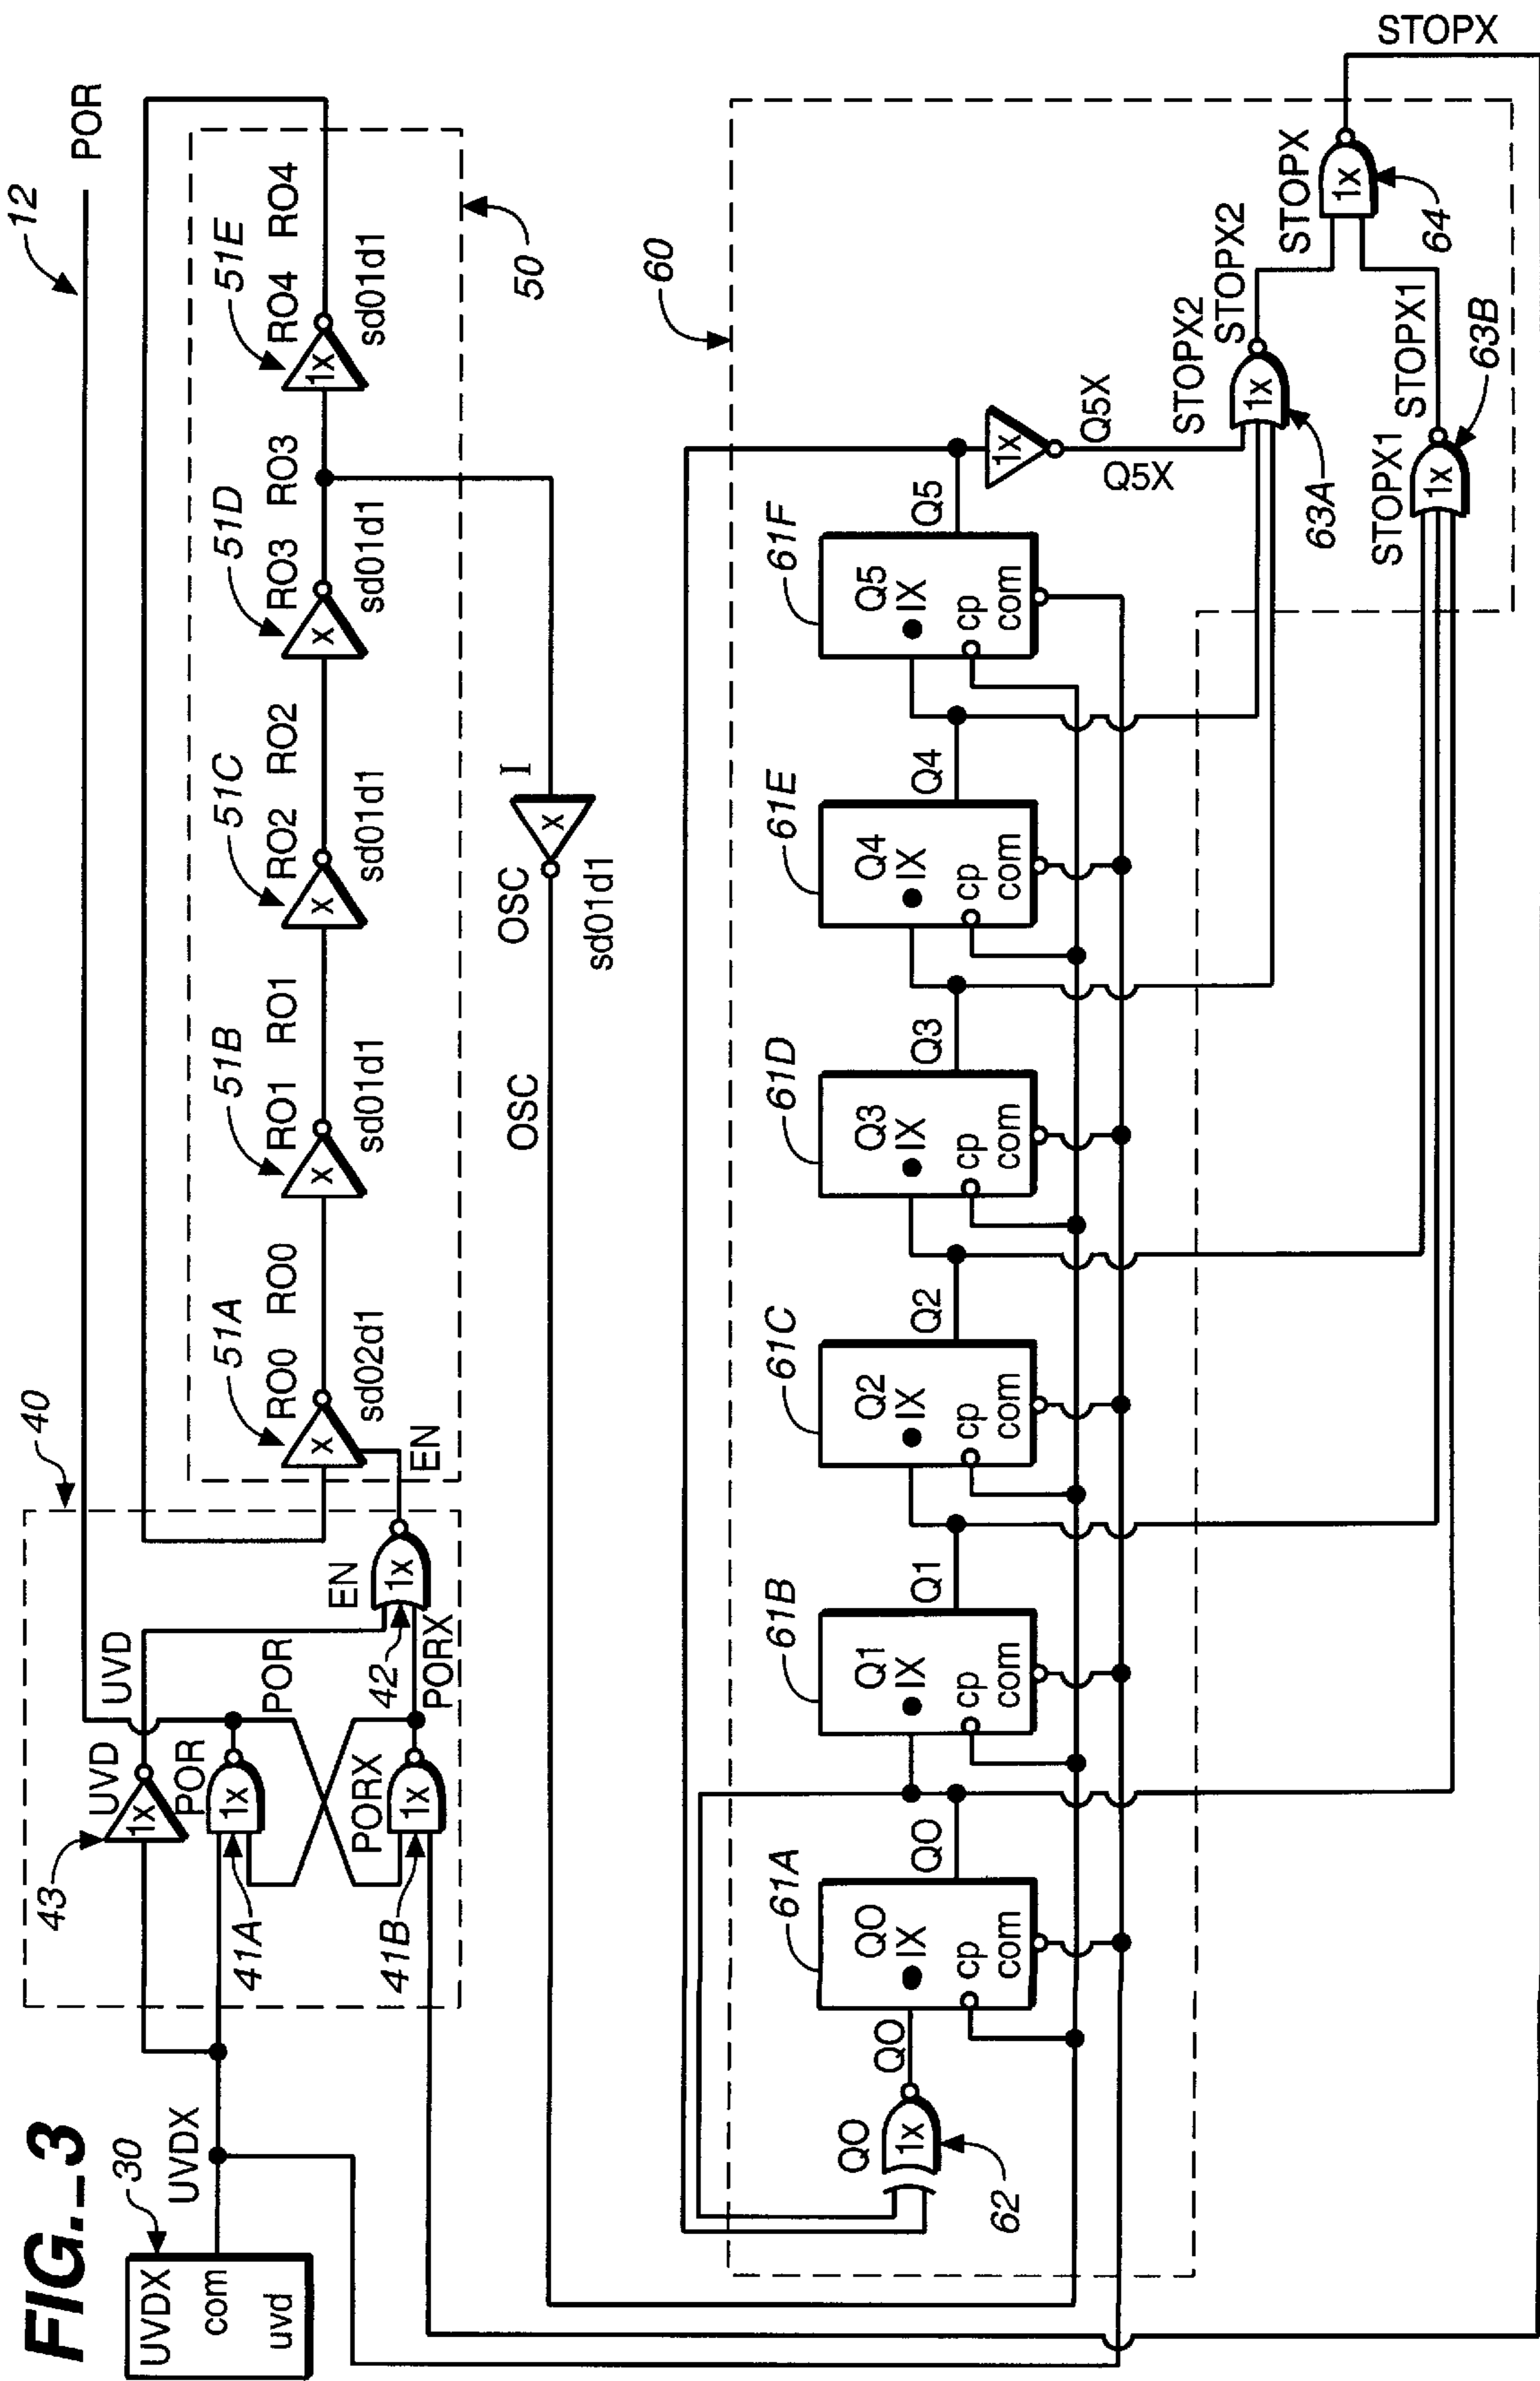 FIG._3
12
POR
40
43
UVD
UVD
POR
POR
41A
41B
PORX
PORX
42
EN
EN
1x
1x
1x
1x
30
UVDX
UVDX
com
uvd
50
51A
RO0
RO0
x
sd02d1
51B
RO1
RO1
x
sd01d1
51C
RO2
RO2
x
sd01d1
51D
RO3
RO3
x
sd01d1
51E
RO4
RO4
1x
sd01d1
I
x
OSC
OSC
sd01d1
60
QO
QO
1x
62
61A
QO
IX
cp
com
QO
61B
Q1
IX
cp
com
Q1
61C
Q2
IX
cp
com
Q2
61D
Q3
IX
cp
com
Q3
61E
Q4
IX
cp
com
Q4
61F
Q5
IX
cp
com
Q5
1x
Q5X
Q5X
STOPX2
STOPX2
1x
63A
STOPX1
STOPX1
1x
63B
STOPX
1x
64
STOPX